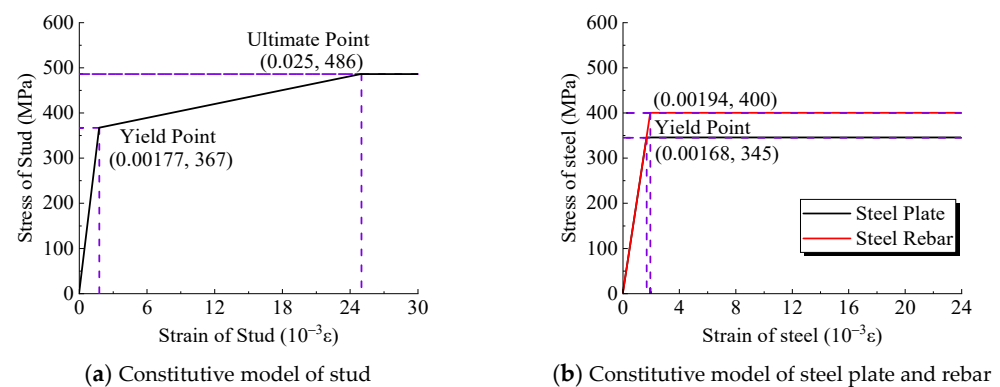 600
500
400
300
200
100
0
Stress of Stud (MPa)
Ultimate Point
(0.025, 486)
Yield Point
(0.00177, 367)
0 6 12 18 24 30
Strain of Stud (10⁻³ε)
(a) Constitutive model of stud
600
500
400
300
200
100
0
Stress of steel (MPa)
(0.00194, 400)
Yield Point
(0.00168, 345)
Steel Plate
Steel Rebar
0 4 8 12 16 20 24
Strain of steel (10⁻³ε)
(b) Constitutive model of steel plate and rebar